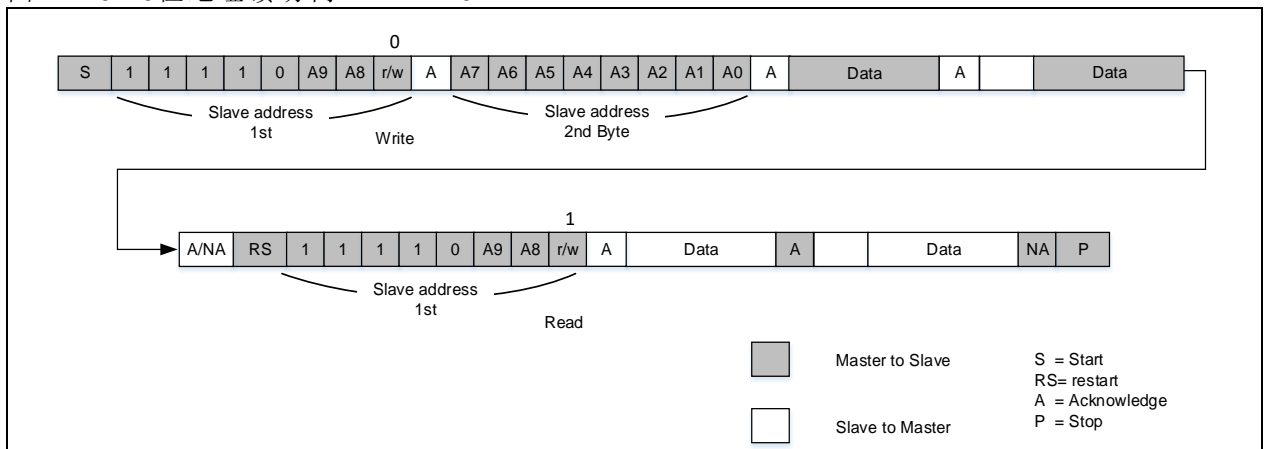 0
S 1 1 1 1 0 A9 A8 r/w A A7 A6 A5 A4 A3 A2 A1 A0 A Data A Data
Slave address
1st
Slave address
2nd Byte
Write
1
A/NA RS 1 1 1 1 0 A9 A8 r/w A Data A Data NA P
Slave address
1st
Read
Master to Slave
S = Start
RS= restart
A = Acknowledge
P = Stop
Slave to Master